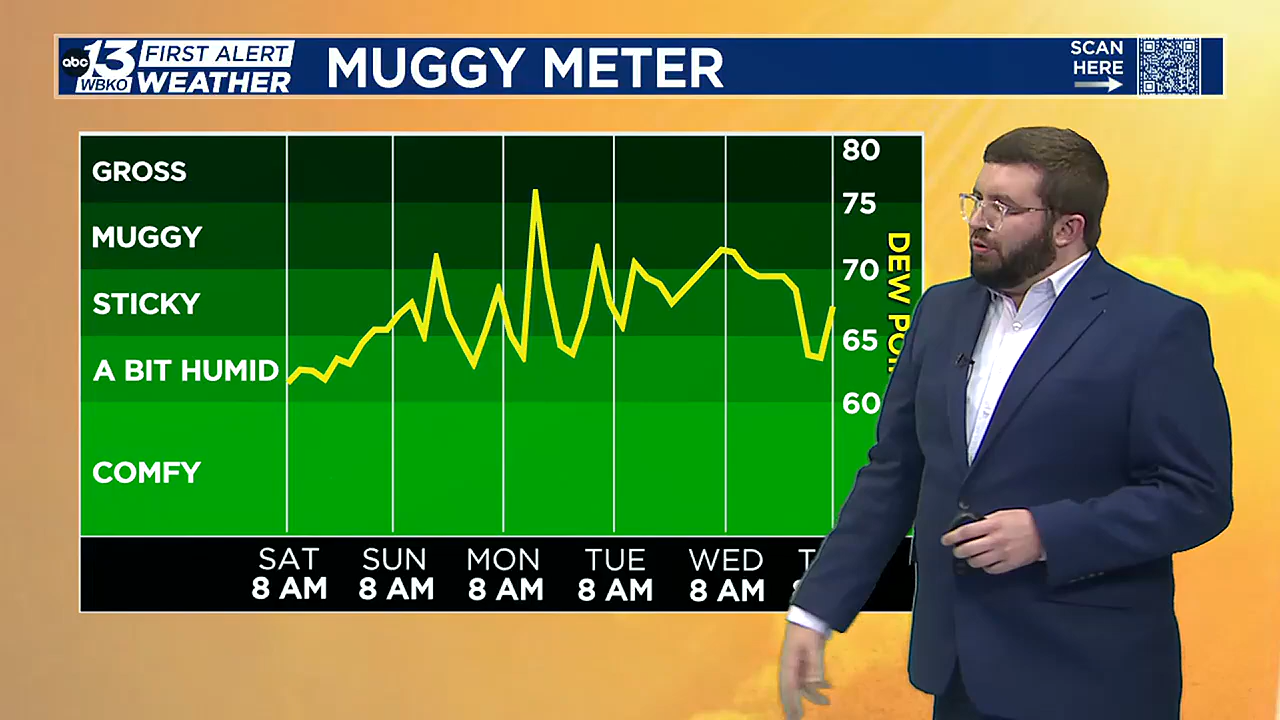 abc 13 WBKO
FIRST ALERT
WEATHER
MUGGY METER
SCAN
HERE
GROSS
MUGGY
STICKY
A BIT HUMID
COMFY
80
75
70
65
60
DEW
SAT SUN MON TUE WED
8 AM 8 AM 8 AM 8 AM 8 AM